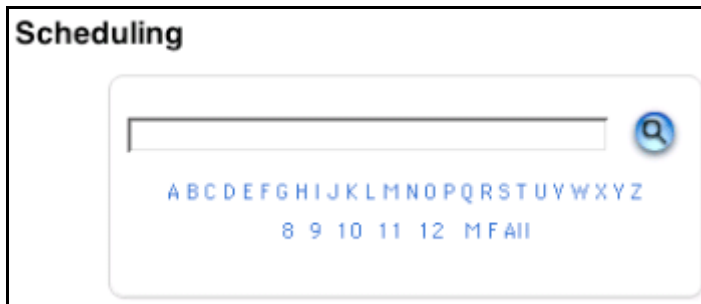 Scheduling
A B C D E F G H I J K L M N O P Q R S T U V W X Y Z
8 9 10 11 12 M F All